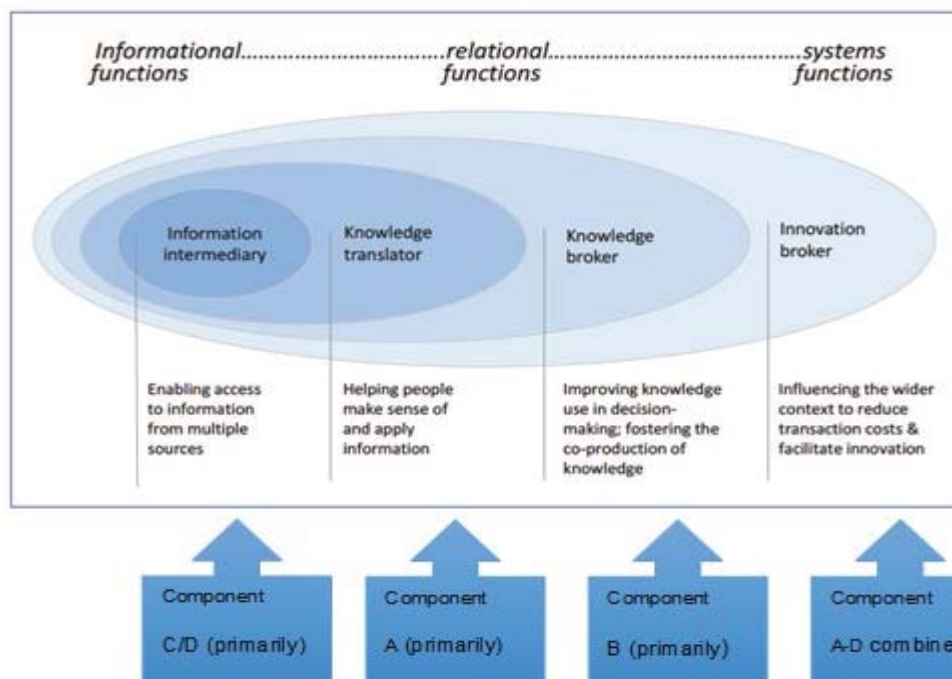 Informational........................................relational............................................systems
functions functions functions
Information
intermediary
Knowledge
translator
Knowledge
broker
Innovation
broker
Enabling access
to information
from multiple
sources
Helping people
make sense of
and apply
information
Improving knowledge
use in decision-
making; fostering the
co-production of
knowledge
Influencing the wider
context to reduce
transaction costs &
facilitate innovation
Component
C/D (primarily)
Component
A (primarily)
Component
B (primarily)
Component
A-D combine